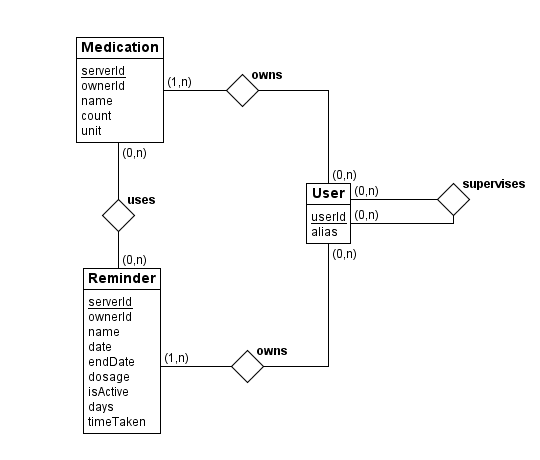 Medication
serverId
ownerId
name
count
unit
(1,n)
owns
(0,n)
(0,n)
User
userId
alias
(0,n)
(0,n)
supervises
(0,n)
uses
(0,n)
Reminder
serverId
ownerId
name
date
endDate
dosage
isActive
days
timeTaken
(1,n)
owns